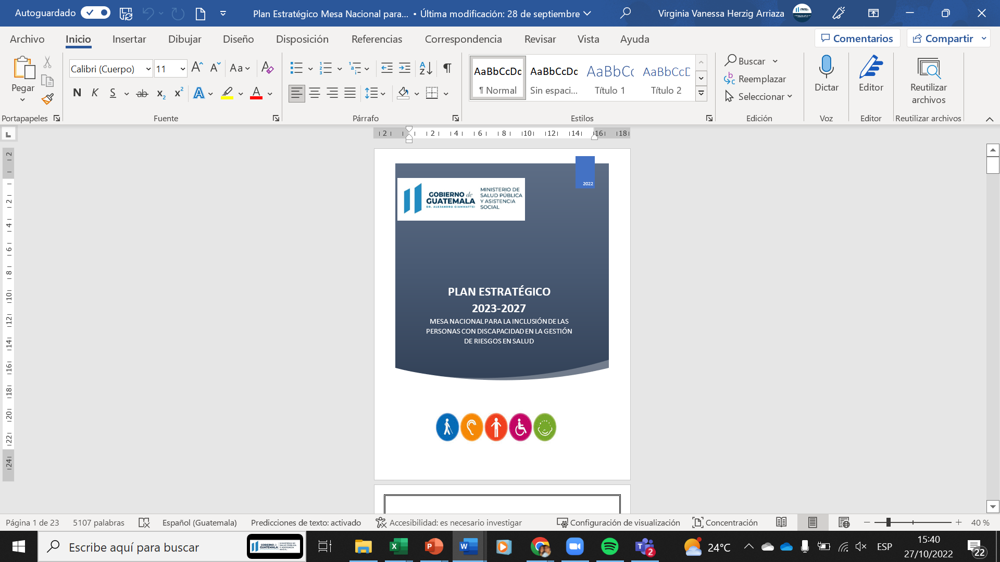 Autoguardado
Plan Estratégico Mesa Nacional para... • Última modificación: 28 de septiembre
Virginia Vanessa Herzig Arriaza
Archivo Inicio Insertar Dibujar Diseño Disposición Referencias Correspondencia Revisar Vista Ayuda
Comentarios Compartir
Pegar
Portapapeles
Calibri (Cuerpo) 11
Aa
N K S ab x₂ x² A A
Fuente
Párrafo
AaBbCcDc AaBbCcDc AaBbCc AaBbCcD
¶ Normal Sin espaci... Título 1 Título 2
Estilos
Buscar
Reemplazar
Seleccionar
Edición
Dictar
Voz
Editor
Editor
Reutilizar
archivos
Reutilizar archivos
2 2 4 6 8 10 12 14 16 18
2 2 4 6 8 10 12 14 16 18 20 22 24
2022
GOBIERNO de
GUATEMALA
DR. ALEJANDRO GIAMMATTEI
MINISTERIO DE
SALUD PÚBLICA
Y ASISTENCIA
SOCIAL
PLAN ESTRATÉGICO
2023-2027
MESA NACIONAL PARA LA INCLUSIÓN DE LAS
PERSONAS CON DISCAPACIDAD EN LA GESTIÓN
DE RIESGOS EN SALUD
Página 1 de 23 5107 palabras Español (Guatemala) Predicciones de texto: activado Accesibilidad: es necesario investigar Configuración de visualización Concentración 40 %
Escribe aquí para buscar
24°C
ESP
15:40
27/10/2022
22
2